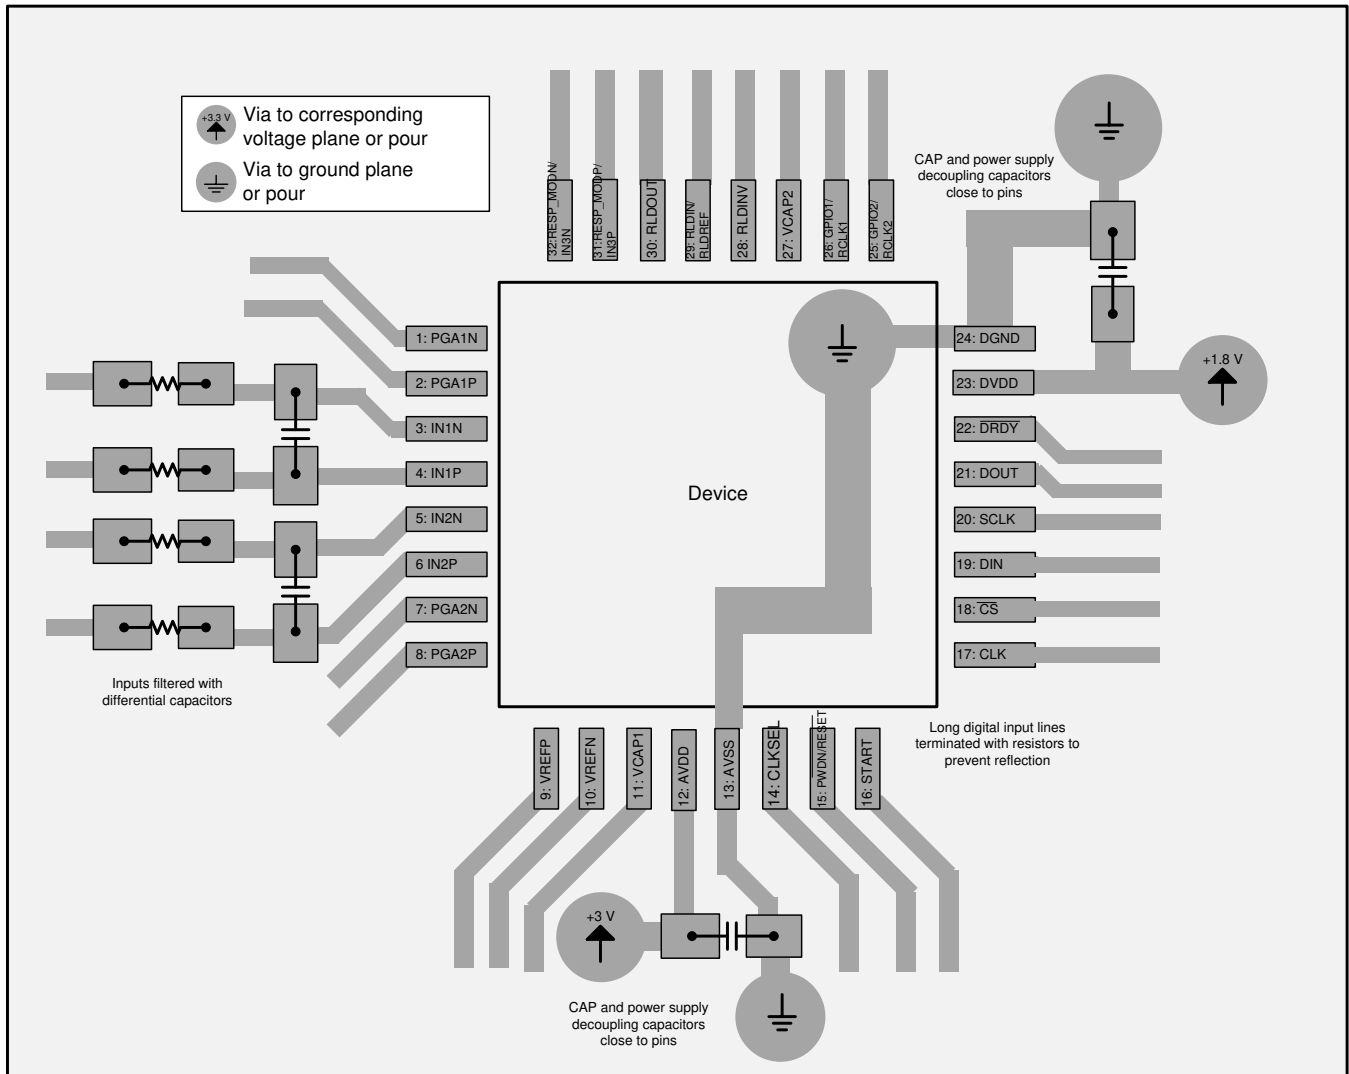 +3.3 V
Via to corresponding
voltage plane or pour
Via to ground plane
or pour
32:RESP_MODN/
IN3N
31:RESP_MODP/
IN3P
30: RLDOUT
29: RLDIN/
RLDREF
28: RLDINV
27: VCAP2
26: GPIO1/
RCLK1
25: GPIO2/
RCLK2
CAP and power supply
decoupling capacitors
close to pins
1: PGA1N
2: PGA1P
3: IN1N
4: IN1P
5: IN2N
6 IN2P
7: PGA2N
8: PGA2P
Inputs filtered with
differential capacitors
Device
24: DGND
23: DVDD
22: DRDY
21: DOUT
20: SCLK
19: DIN
18: CS
17: CLK
+1.8 V
Long digital input lines
terminated with resistors to
prevent reflection
9: VREFP
10: VREFN
11: VCAP1
12: AVDD
13: AVSS
14: CLKSEL
15: PWDN/RESET
16: START
+3 V
CAP and power supply
decoupling capacitors
close to pins